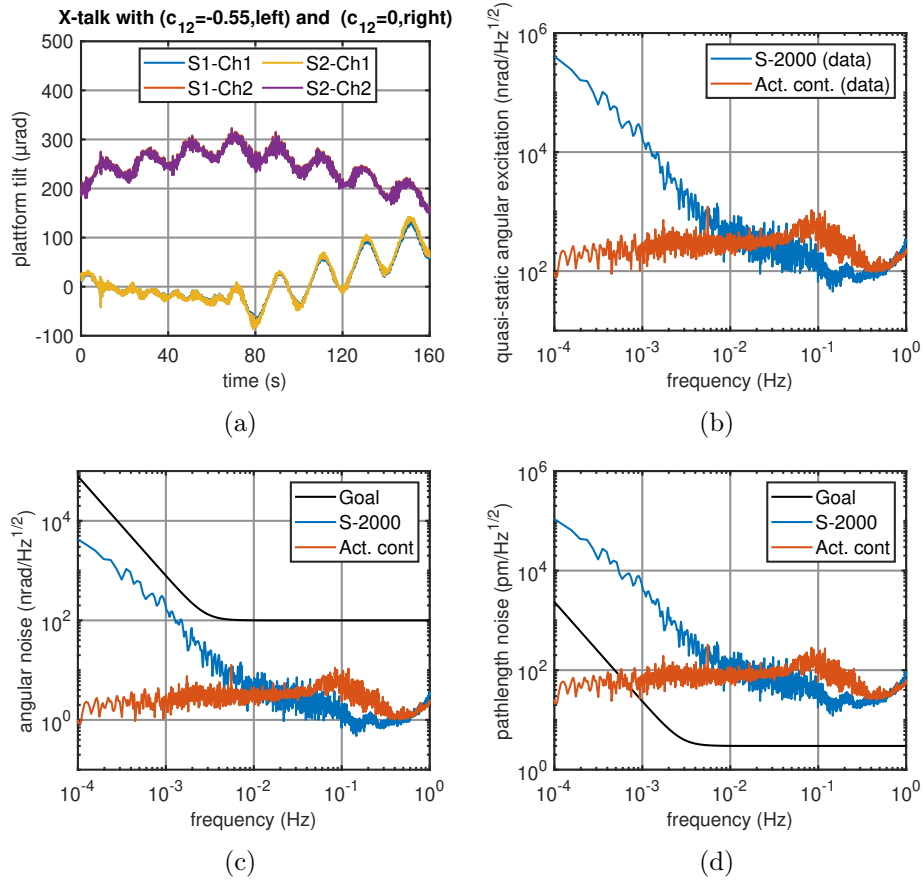 X-talk with (c12=-0.55,left) and (c12=0,right)
500
400
300
200
100
0
-100
plattform tilt (μrad)
S1-Ch1
S1-Ch2
S2-Ch1
S2-Ch2
0 40 80 120 160
time (s)
(a)
10^6
10^4
10^2
quasi-static angular excitation (nrad/Hz^1/2)
S-2000 (data)
Act. cont. (data)
10^-4 10^-3 10^-2 10^-1 10^0
frequency (Hz)
(b)
10^4
10^2
10^0
angular noise (nrad/Hz^1/2)
Goal
S-2000
Act. cont
10^-4 10^-3 10^-2 10^-1 10^0
frequency (Hz)
(c)
10^6
10^4
10^2
10^0
pathlength noise (pm/Hz^1/2)
Goal
S-2000
Act. cont
10^-4 10^-3 10^-2 10^-1 10^0
frequency (Hz)
(d)